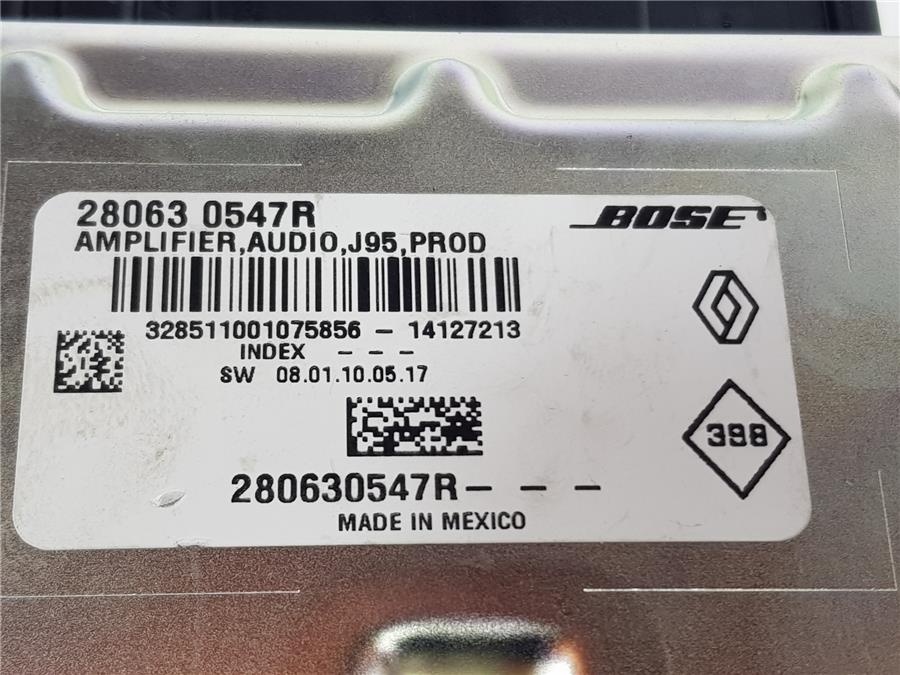 28063 0547R
BOSE
AMPLIFIER,AUDIO,J95,PROD
328511001075856 - 14127213
INDEX - - -
SW 08.01.10.05.17
398
280630547R- - -
MADE IN MEXICO